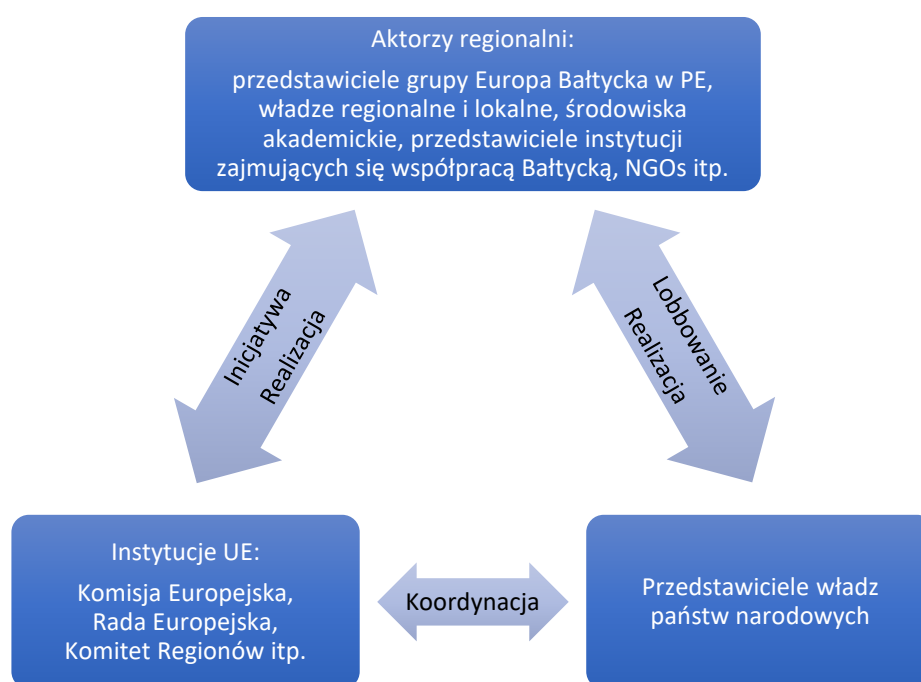 Aktorzy regionalni:
przedstawiciele grupy Europa Bałtycka w PE,
władze regionalne i lokalne, środowiska
akademickie, przedstawiciele instytucji
zajmujących się współpracą Bałtycką, NGOs itp.
Inicjatywa
Realizacja
Lobbowanie
Realizacja
Instytucje UE:
Komisja Europejska,
Rada Europejska,
Komitet Regionów itp.
Koordynacja
Przedstawiciele władz
państw narodowych